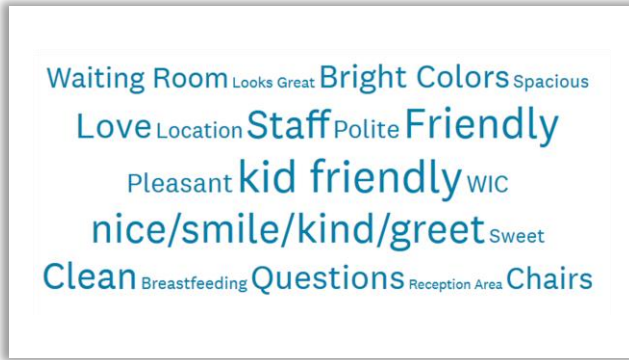 Waiting Room Looks Great Bright Colors Spacious
Love Location Staff Polite Friendly
Pleasant kid friendly WIC
nice/smile/kind/greet Sweet
Clean Breastfeeding Questions Reception Area Chairs